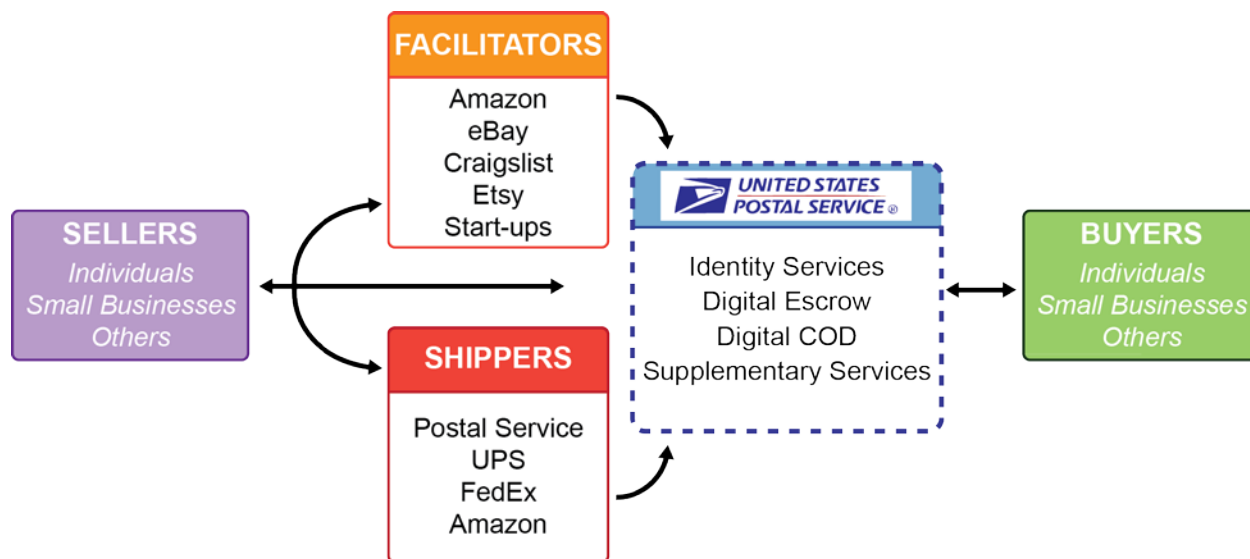 FACILITATORS
Amazon
eBay
Craigslist
Etsy
Start-ups
SELLERS
Individuals
Small Businesses
Others
SHIPPERS
Postal Service
UPS
FedEx
Amazon
UNITED STATES
POSTAL SERVICE ®
Identity Services
Digital Escrow
Digital COD
Supplementary Services
BUYERS
Individuals
Small Businesses
Others